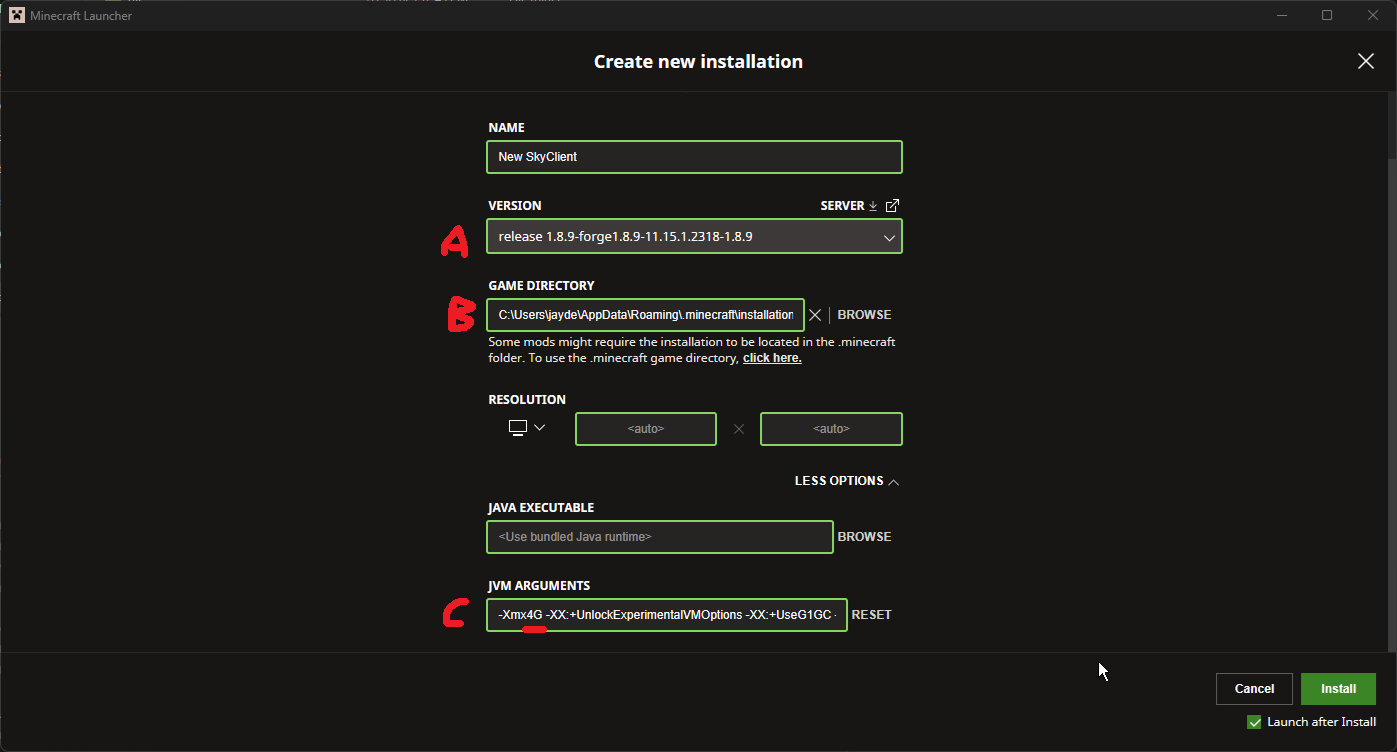 Minecraft Launcher
Create new installation
NAME
New SkyClient
VERSION
SERVER
A
release 1.8.9-forge1.8.9-11.15.1.2318-1.8.9
GAME DIRECTORY
B
C:\Users\jayde\AppData\Roaming\.minecraft\installation
BROWSE
Some mods might require the installation to be located in the .minecraft
folder. To use the .minecraft game directory, click here.
RESOLUTION
<auto>
<auto>
LESS OPTIONS
JAVA EXECUTABLE
<Use bundled Java runtime>
BROWSE
JVM ARGUMENTS
C
-Xmx4G -XX:+UnlockExperimentalVMOptions -XX:+UseG1GC -
RESET
Cancel
Install
Launch after Install